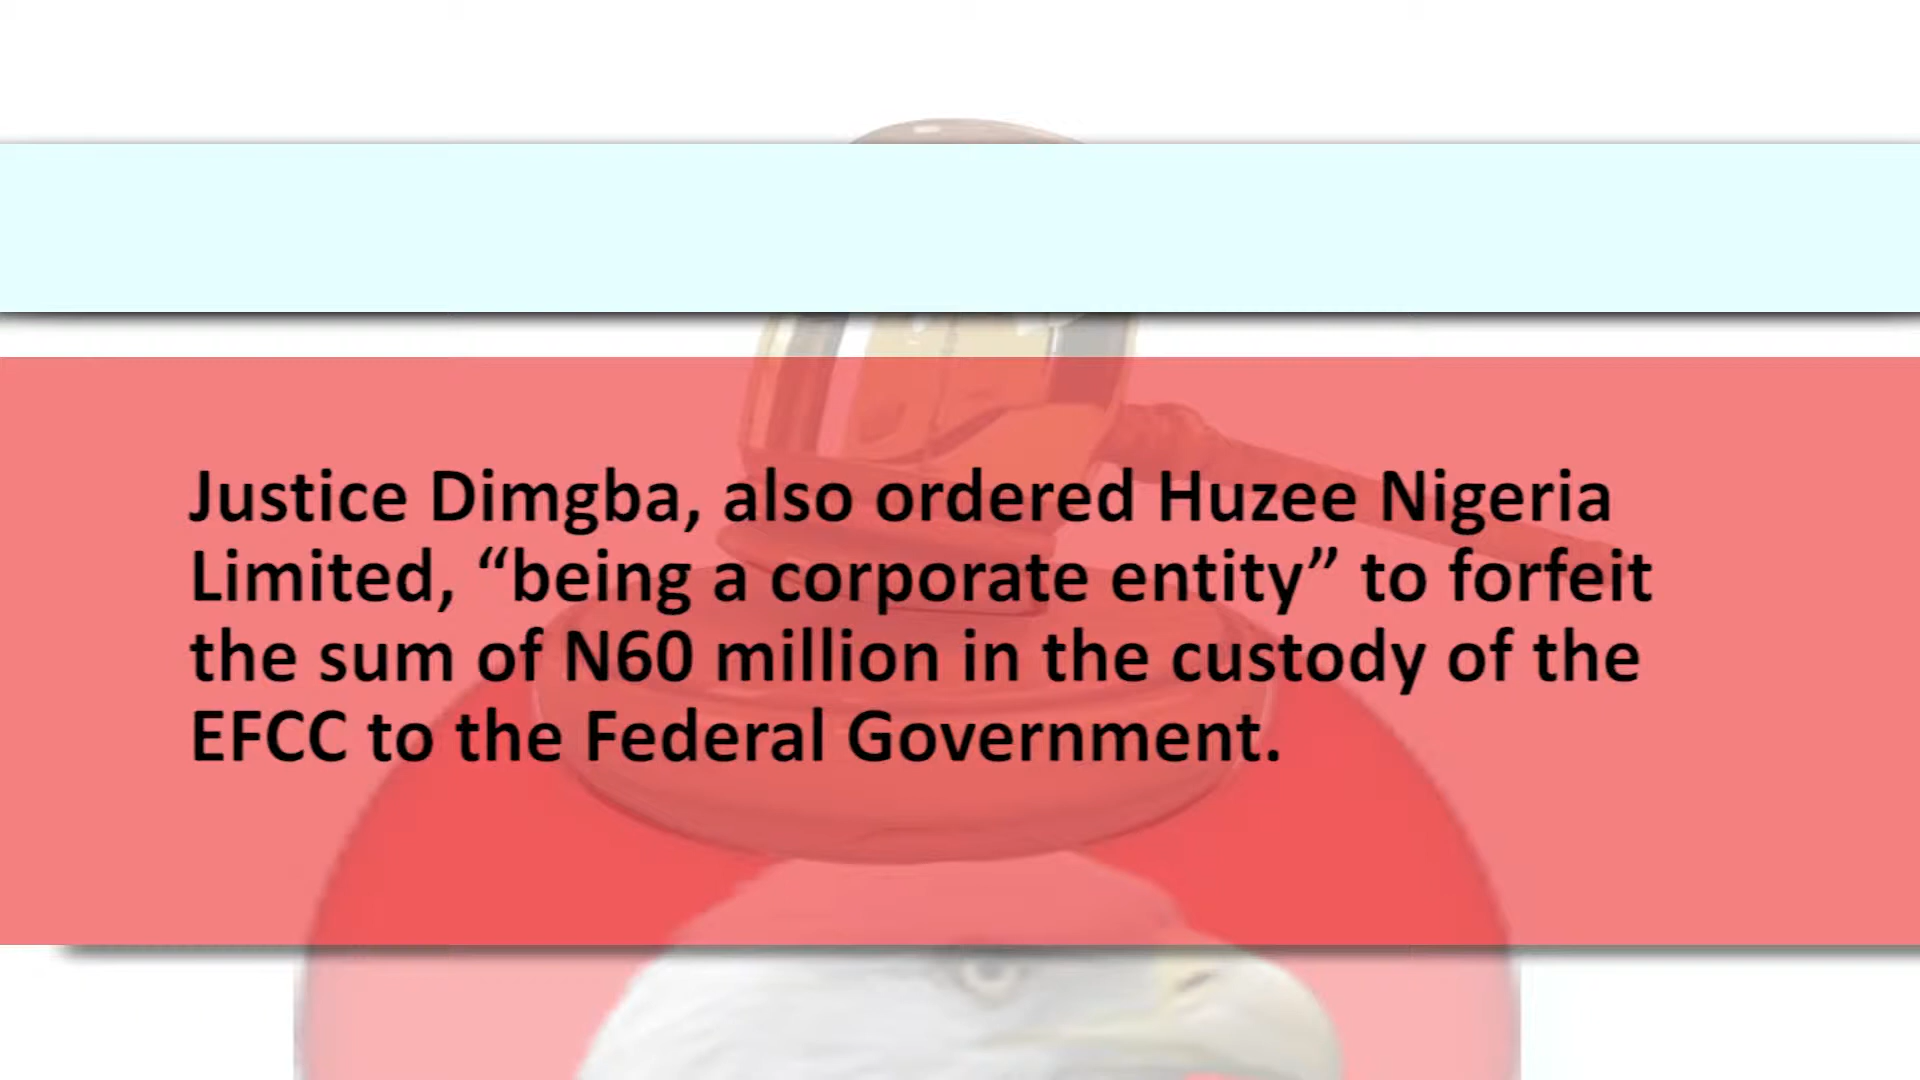 Justice Dimgba, also ordered Huzee Nigeria
Limited, “being a corporate entity” to forfeit
the sum of N60 million in the custody of the
EFCC to the Federal Government.